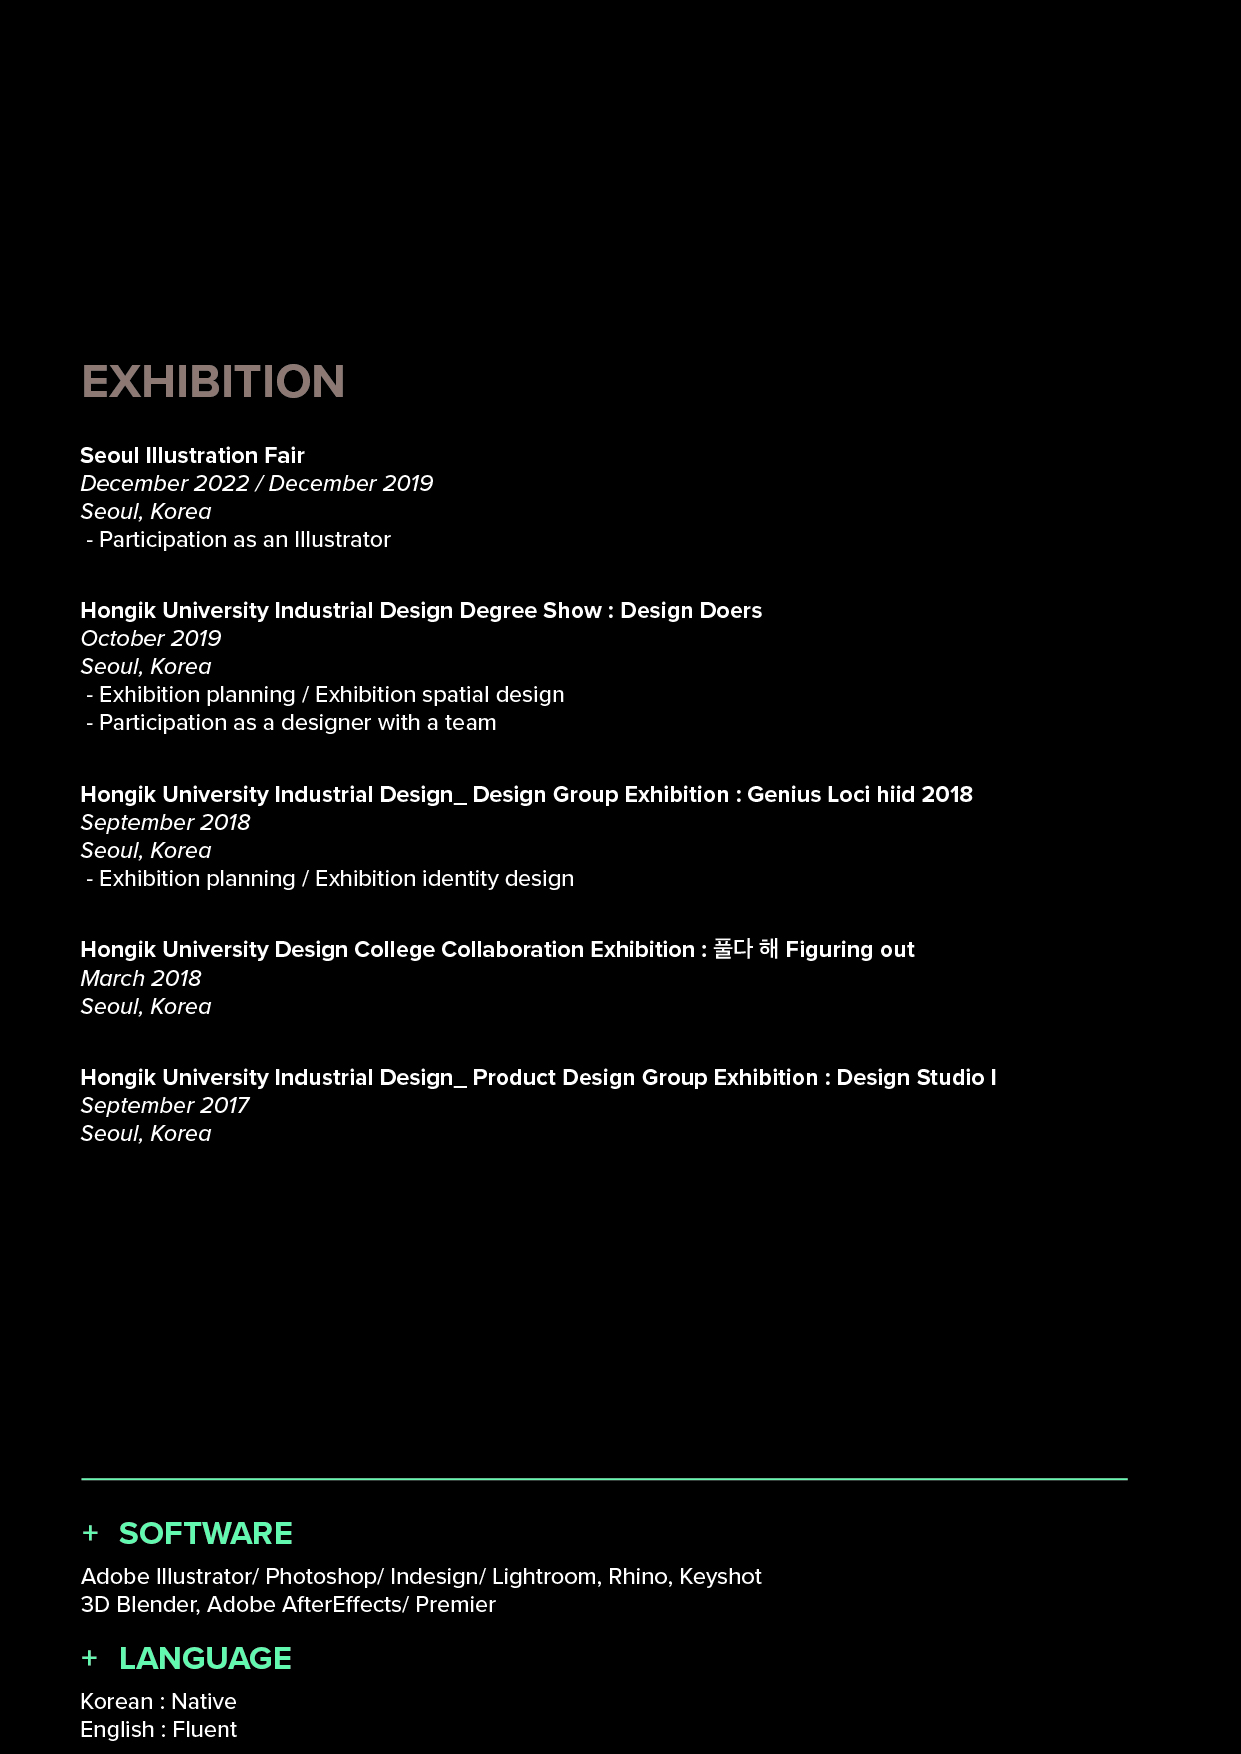 EXHIBITION
Seoul Illustration Fair
December 2022 / December 2019
Seoul, Korea
- Participation as an Illustrator
Hongik University Industrial Design Degree Show : Design Doers
October 2019
Seoul, Korea
- Exhibition planning / Exhibition spatial design
- Participation as a designer with a team
Hongik University Industrial Design_ Design Group Exhibition : Genius Loci hiid 2018
September 2018
Seoul, Korea
- Exhibition planning / Exhibition identity design
Hongik University Design College Collaboration Exhibition : 풀다 해 Figuring out
March 2018
Seoul, Korea
Hongik University Industrial Design_ Product Design Group Exhibition : Design Studio I
September 2017
Seoul, Korea
+ SOFTWARE
Adobe Illustrator/ Photoshop/ Indesign/ Lightroom, Rhino, Keyshot
3D Blender, Adobe AfterEffects/ Premier
+ LANGUAGE
Korean : Native
English : Fluent